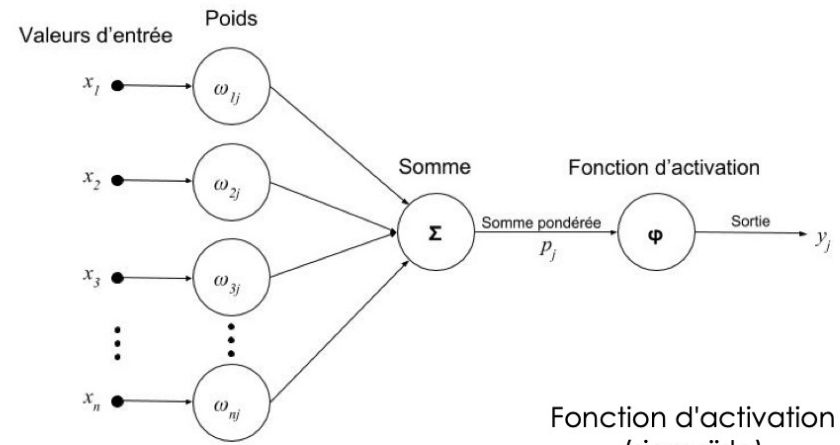 Poids
Valeurs d'entrée
x1
ω1j
x2
ω2j
Somme
Fonction d'activation
Σ
Somme pondérée
pj
φ
Sortie
yj
x3
ω3j
xn
ωnj
Fonction d'activation